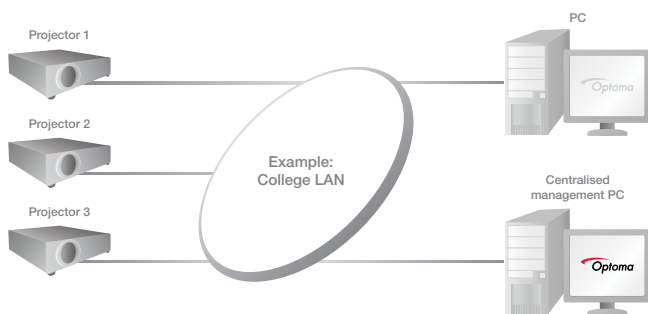 Projector 1
Projector 2
Projector 3
Example:
College LAN
PC
Optoma
Centralised
management PC
Optoma